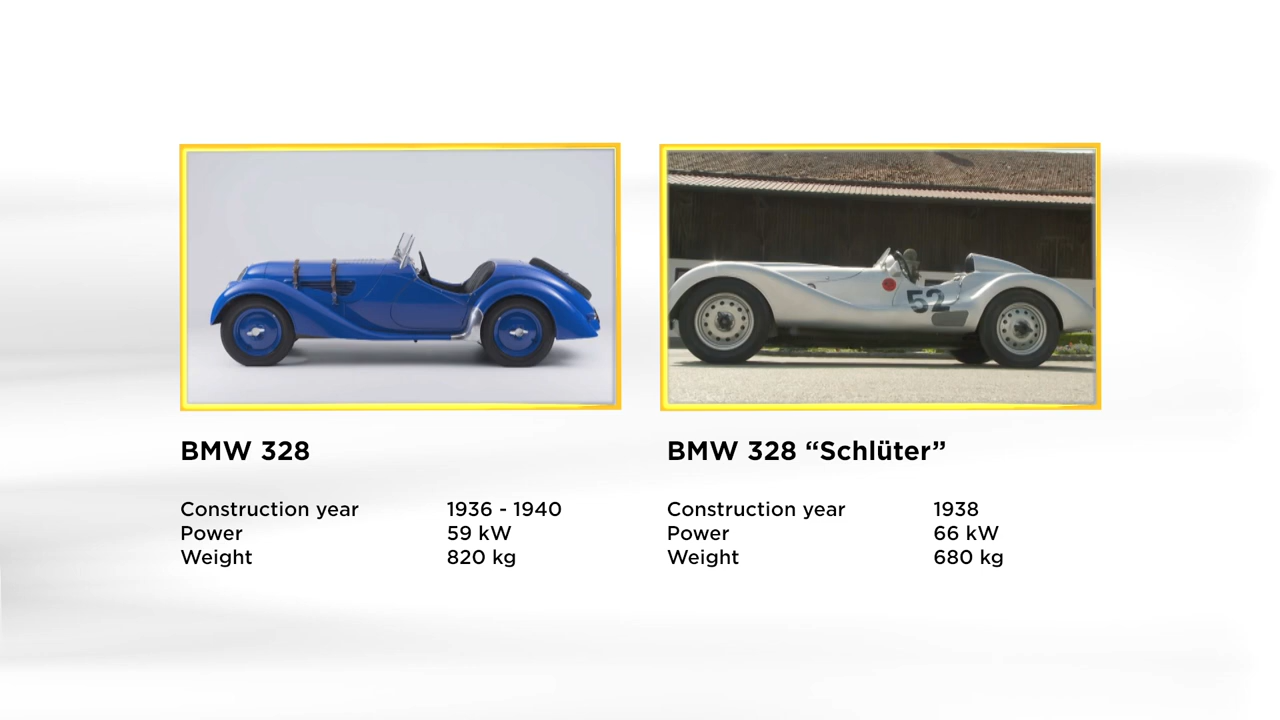 52
BMW 328
Construction year 1936 - 1940
Power 59 kW
Weight 820 kg
BMW 328 “Schlüter”
Construction year 1938
Power 66 kW
Weight 680 kg